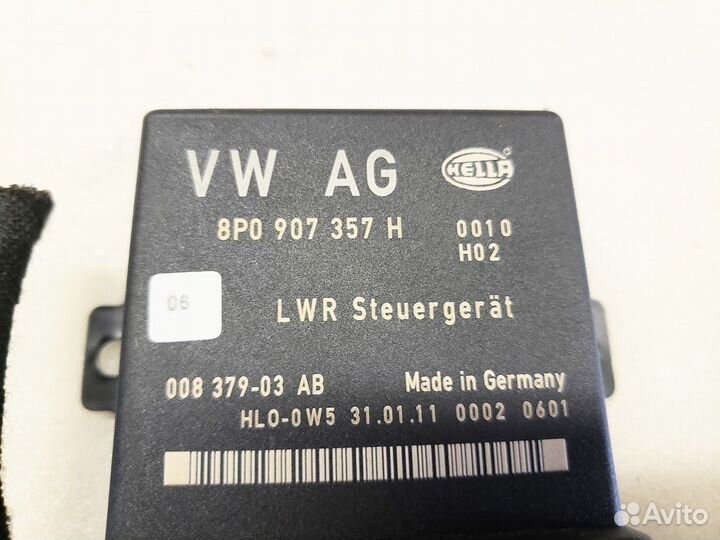 VW AG HELLA
8P0 907 357 H 0010
H02
06
LWR Steuergerät
008 379-03 AB Made in Germany
HLO-0W5 31.01.11 0002 0601
Avito